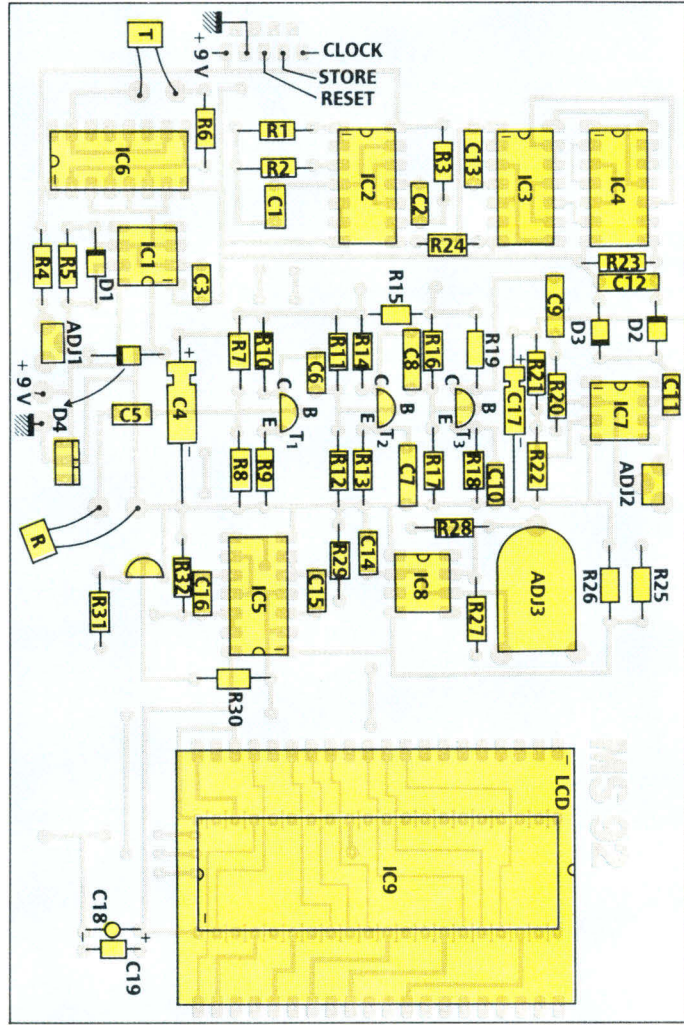 T
+ 9 V
CLOCK
STORE
RESET
R6
R1
R2
IC6
IC2
R3
C13
IC3
IC4
C1
C2
R24
R4
R5
D1
IC1
C3
R23
C12
R15
C9
D3
D2
ADJ1
+
R7
R10
C6
R11
R14
C8
R16
R19
+
C17
R21
R20
IC7
C11
+ 9 V
D4
C5
C4
C
B
E
T1
C
B
E
T2
C
B
E
T3
−
−
R8
R9
R12
R13
C7
R17
R18
C10
R22
ADJ2
R
R28
R31
R32
C16
IC5
C15
R29
C14
IC8
R27
ADJ3
R26
R25
R30
MS 92
LCD
IC9
C18
−
+
C19